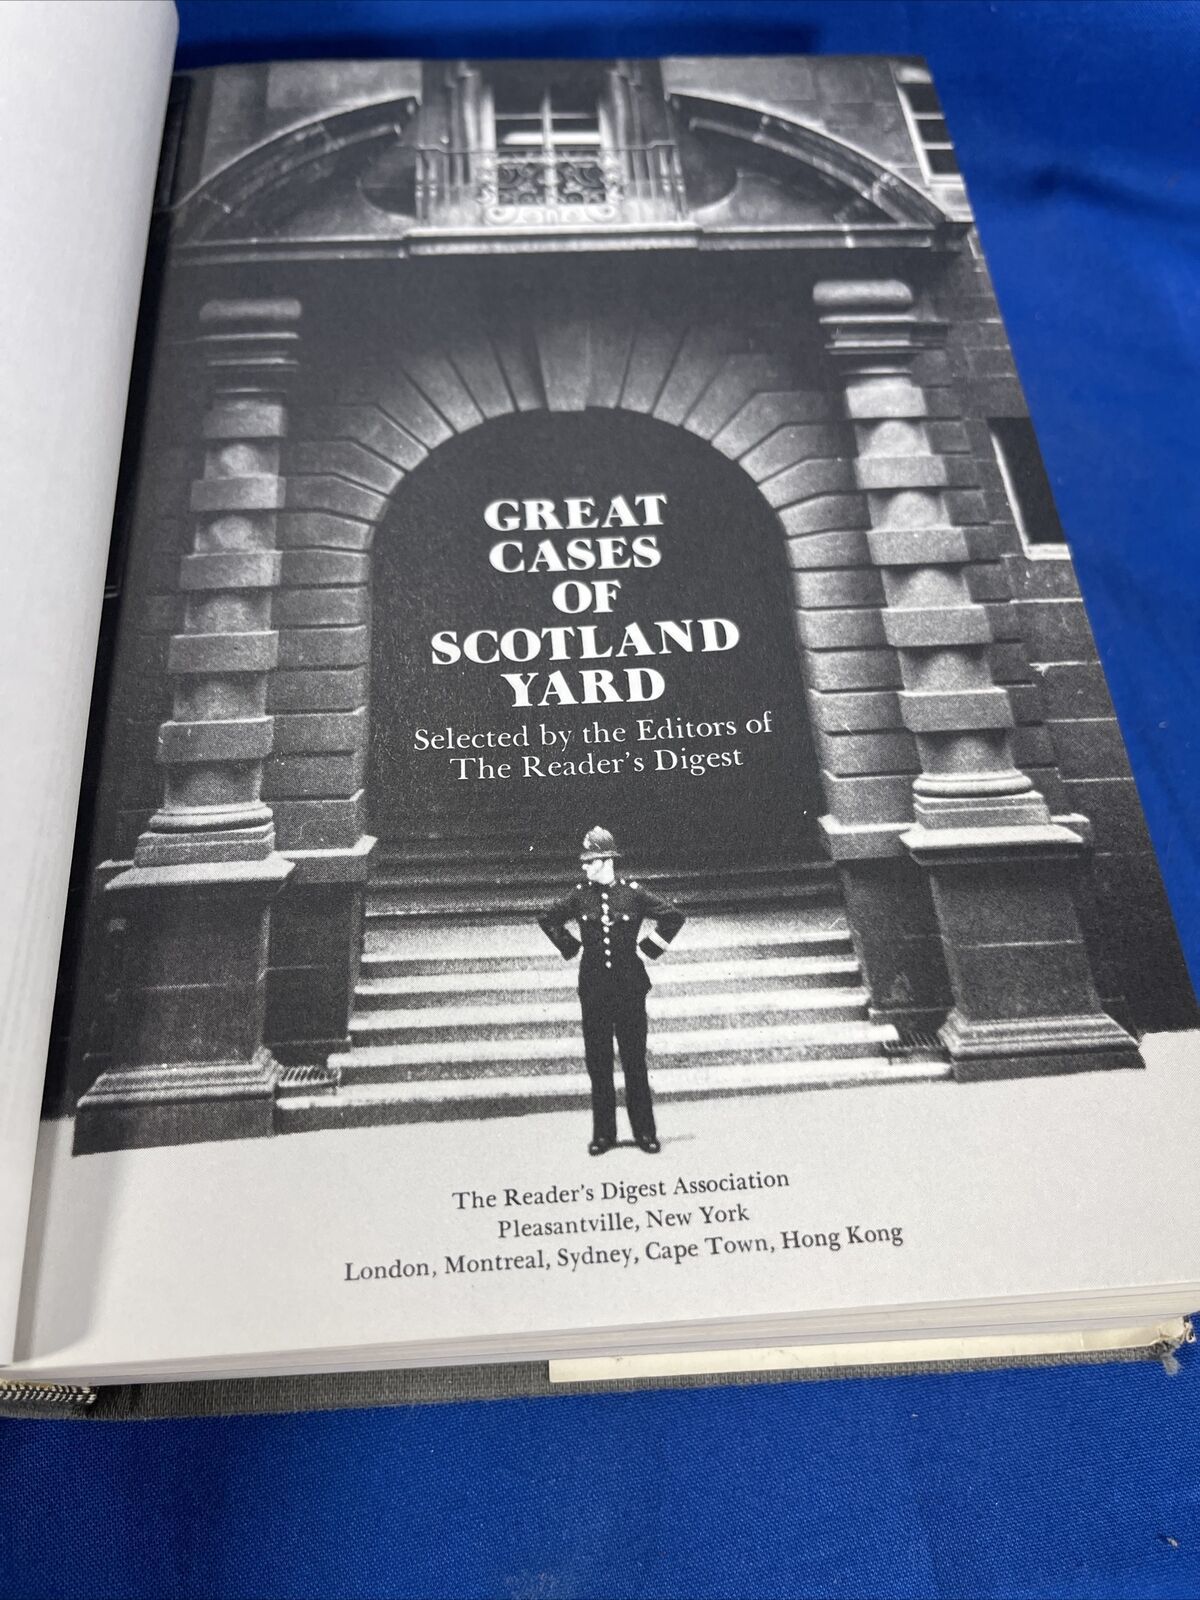 GREAT
CASES
OF
SCOTLAND
YARD
Selected by the Editors of
The Reader's Digest
The Reader's Digest Association
Pleasantville, New York
London, Montreal, Sydney, Cape Town, Hong Kong